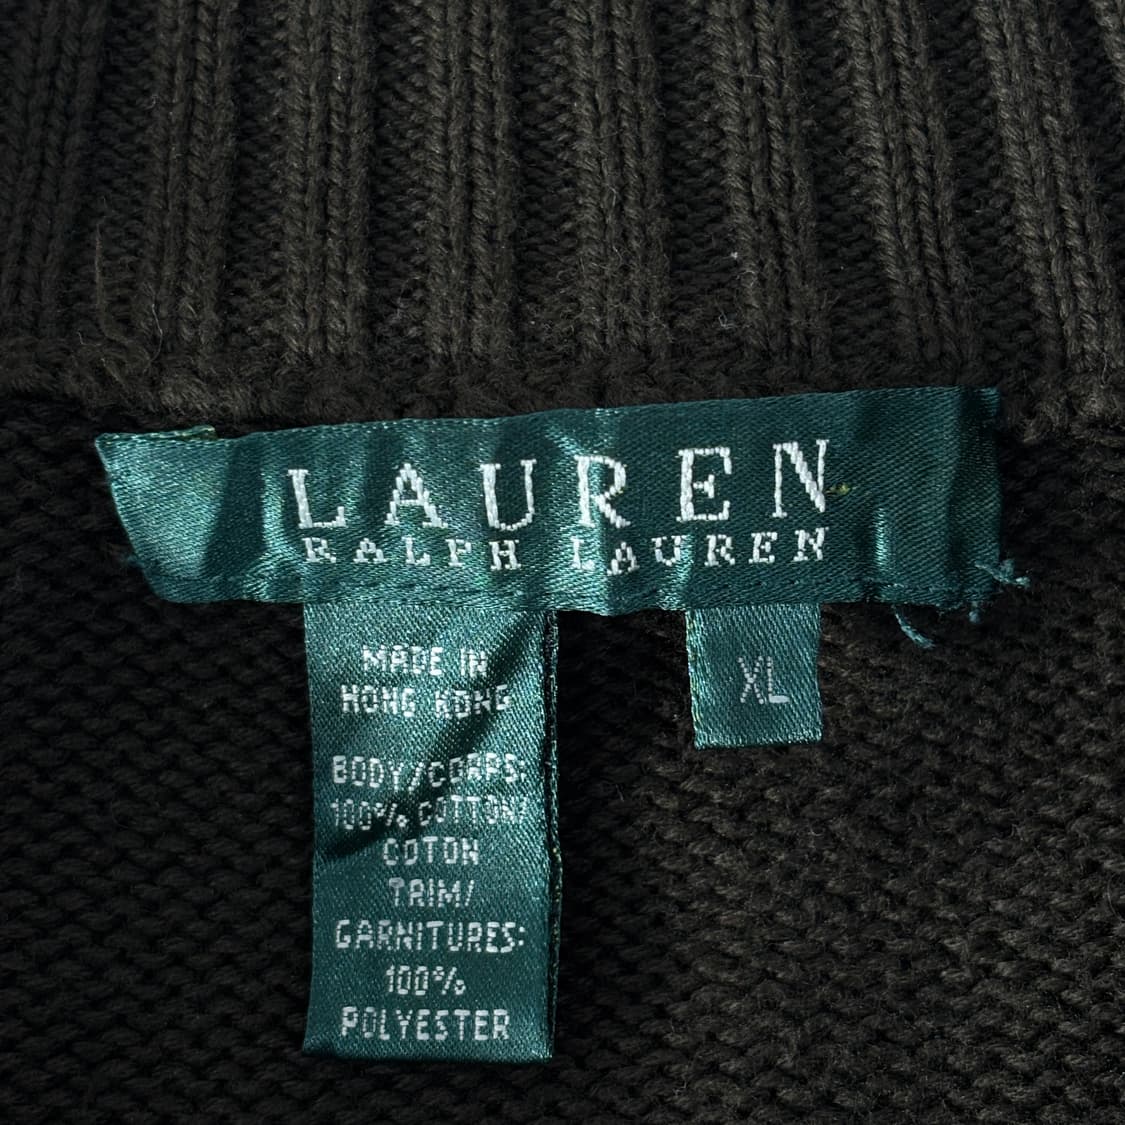 LAUREN
RALPH LAUREN
MADE IN
HONG KONG
BODY/CORPS:
100% COTTON/
COTON
TRIM/
GARNITURES:
100%
POLYESTER
XL